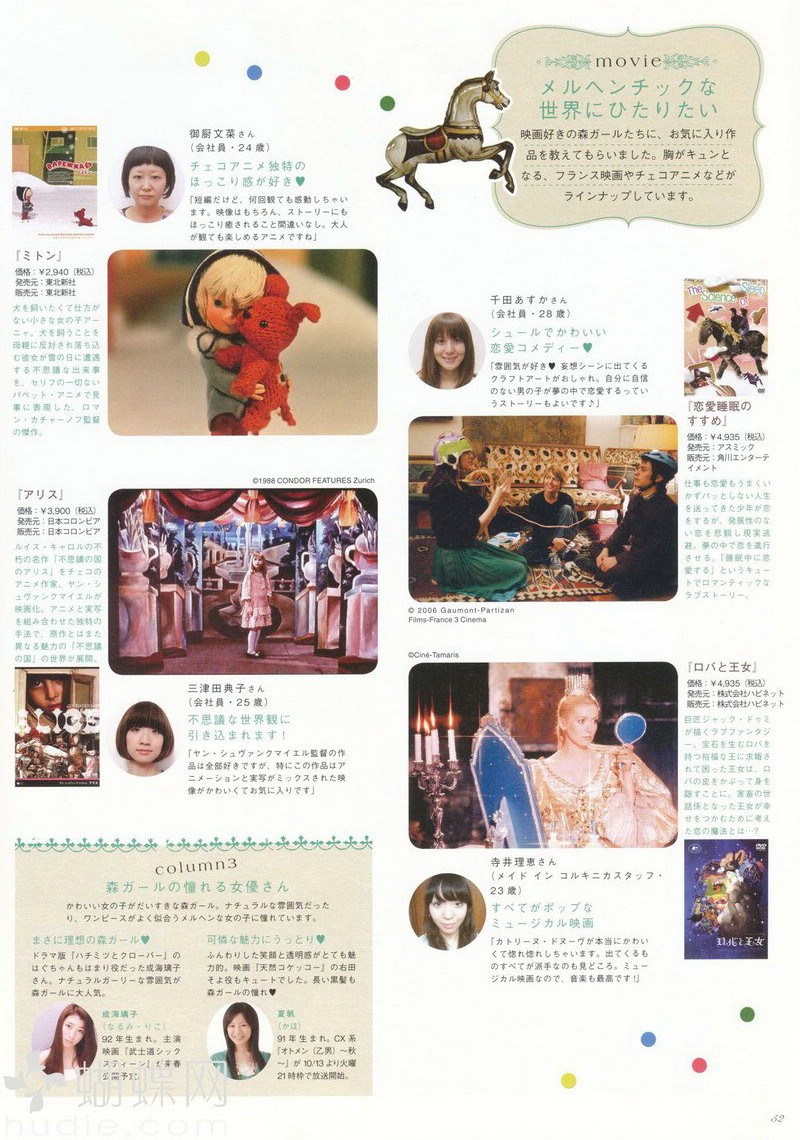 movie
メルヘンチックな
世界にひたりたい
映画好きの森ガールたちに、お気に入り作
品を教えてもらいました。胸がキュンと
なる、フランス映画やチェコアニメなどが
ラインナップしています。
御厨文菜さん
（会社員・24歳）
チェコアニメ独特の
ほっこり感が好き♥
「短編だけど、何回観ても感動しちゃい
ます。映像はもちろん、ストーリーにも
ほっこり癒されること間違いなし。大人
が観ても楽しめるアニメですね」
ВАРЕЖКА
『ミトン』
価格：￥2,940（税込）
発売元：東北新社
販売元：東北新社
犬を飼いたくて仕方が
ない小さな女の子アー
ニャ。犬を飼うことを
母親に反対され落ち込
む彼女が雪の日に遭遇
する不思議な出来事
を、セリフの一切ない
パペット・アニメで見
事に表現した、ロマ
ン・カチャーノフ監督
の傑作。
©1988 CONDOR FEATURES Zurich
『アリス』
価格：￥3,900（税込）
発売元：日本コロンビア
販売元：日本コロンビア
ルイス・キャロルの不
朽の名作「不思議の国
のアリス」をチェコの
アニメ作家、ヤン・シ
ュヴァンクマイエルが
映画化。アニメと実写
を組み合わせた独特の
手法で、原作とはまた
異なる魅力の「不思議
の国」の世界が展開。
三津田典子さん
（会社員・25歳）
不思議な世界観に
引き込まれます！
「ヤン・シュヴァンクマイエル監督の作
品は全部好きですが、特にこの作品はア
ニメーションと実写がミックスされた映
像がかわいくてお気に入りです」
千田あすかさん
（会社員・28歳）
シュールでかわいい
恋愛コメディー♥
「雰囲気が好き♥ 妄想シーンに出てくる
クラフトアートがおしゃれ。自分に自信
のない男の子が夢の中で恋愛するってい
うストーリーもよいです♪」
The Science of Sleep
『恋愛睡眠の
すすめ』
価格：￥4,935（税込）
発売元：アスミック
販売元：角川エンターテ
イメント
仕事も恋愛もうまくい
かずパッとしない人生
を送ってきた少年が恋
をするが、発展性のな
い恋を悲観し現実逃
避。夢の中で恋を進行
させる。「睡眠中に恋
愛する」というキュー
トでロマンティックな
ラブストーリー。
© 2006 Gaumont-Partizan
Films-France 3 Cinema
©Ciné-Tamaris
『ロバと王女』
価格：￥4,935（税込）
発売元：株式会社ハピネット
販売元：株式会社ハピネット
巨匠ジャック・ドゥミ
が描くラブファンタジ
ー。宝石を生むロバを
持つ裕福な王に求婚さ
れて困った王女は、ロ
バの皮をかぶって身を
隠すことに。家畜の世
話係となった王女が幸
せをつかむために考え
た恋の魔法とは…？
ロバと王女
寺井理恵さん
（メイド イン コルキニカスタッフ・
23歳）
すべてがポップな
ミュージカル映画
「カトリーヌ・ドヌーヴが本当にかわい
くて惚れ惚れしちゃいます。出てくるも
のすべてが派手なのも見どころ。ミュー
ジカル映画なので、音楽も最高です！」
column3
森ガールの憧れる女優さん
かわいい女の子がだいすきな森ガール。ナチュラルな雰囲気だった
り、ワンピースがよく似合うメルヘンな女の子に憧れています。
まさに理想の森ガール♥
ドラマ版『ハチミツとクローバー』の
はぐちゃんもはまり役だった成海璃子
さん。ナチュラルガーリーな雰囲気が
森ガールに大人気。
成海璃子
（なるみ・りこ）
92年生まれ。主演
映画『武士道シック
スティーン』が来春
公開予定。
可憐な魅力にうっとり♥
ふんわりした笑顔と透明感がとても魅
力的。映画『天然コケッコー』の右田
そよ役もキュートでした。長い黒髪も
森ガールの憧れ♥
夏帆
（かほ）
91年生まれ。CX系
『オトメン（乙男）〜秋
〜』が10/13より火曜
21時枠で放送開始。
蝴蝶网
hudie.com
52